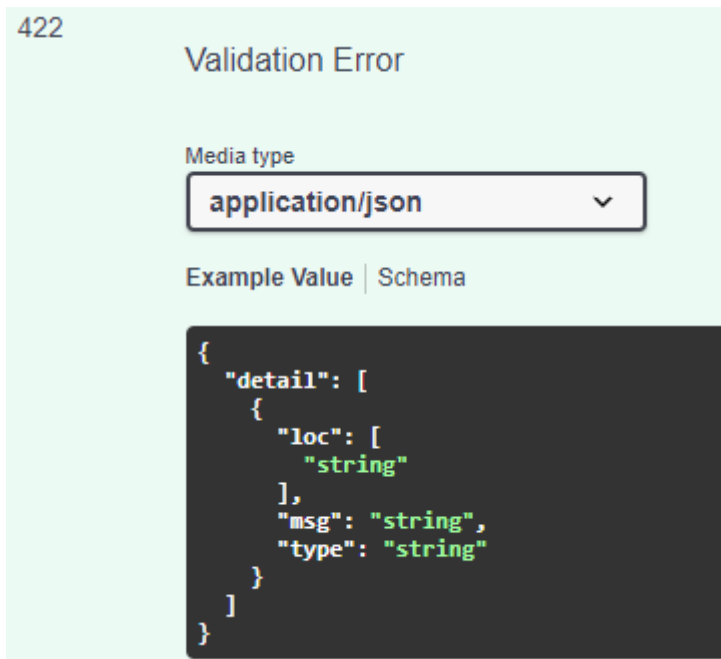 422
Validation Error
Media type
application/json
Example Value Schema
{
  "detail": [
    {
      "loc": [
        "string"
      ],
      "msg": "string",
      "type": "string"
    }
  ]
}